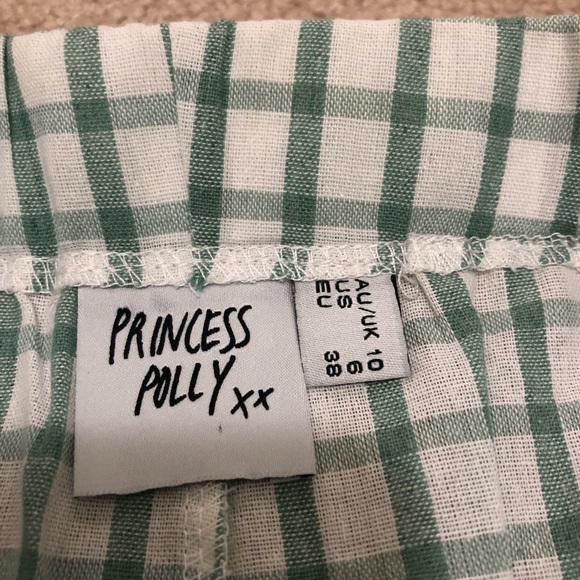 PRINCESS
POLLY xx
AU/UK 10
US 6
EU 38